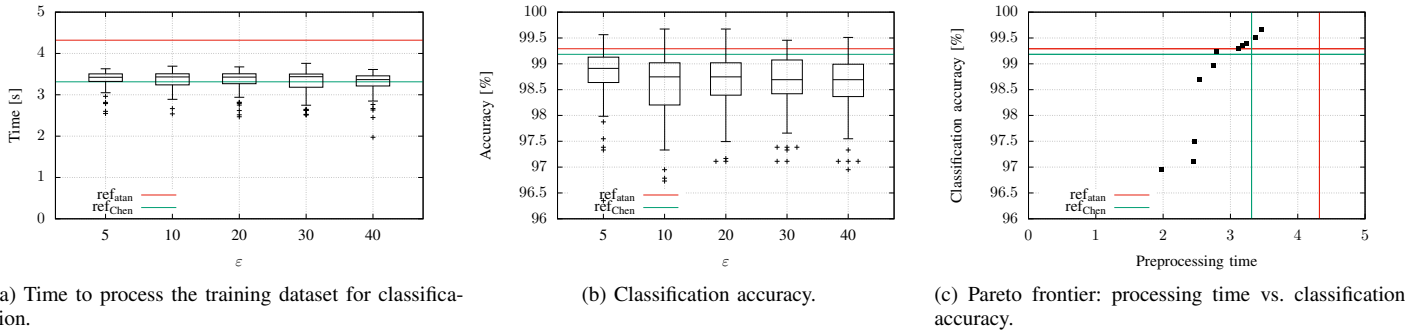 5
4
3
2
1
0
Time [s]
ref_atan
ref_Chen
5 10 20 30 40
ε
a) Time to process the training dataset for classifica-
ion.
100
99.5
99
98.5
98
97.5
97
96.5
96
Accuracy [%]
ref_atan
ref_Chen
5 10 20 30 40
ε
(b) Classification accuracy.
100
99.5
99
98.5
98
97.5
97
96.5
96
Classification accuracy [%]
ref_atan
ref_Chen
0 1 2 3 4 5
Preprocessing time
(c) Pareto frontier: processing time vs. classification
accuracy.